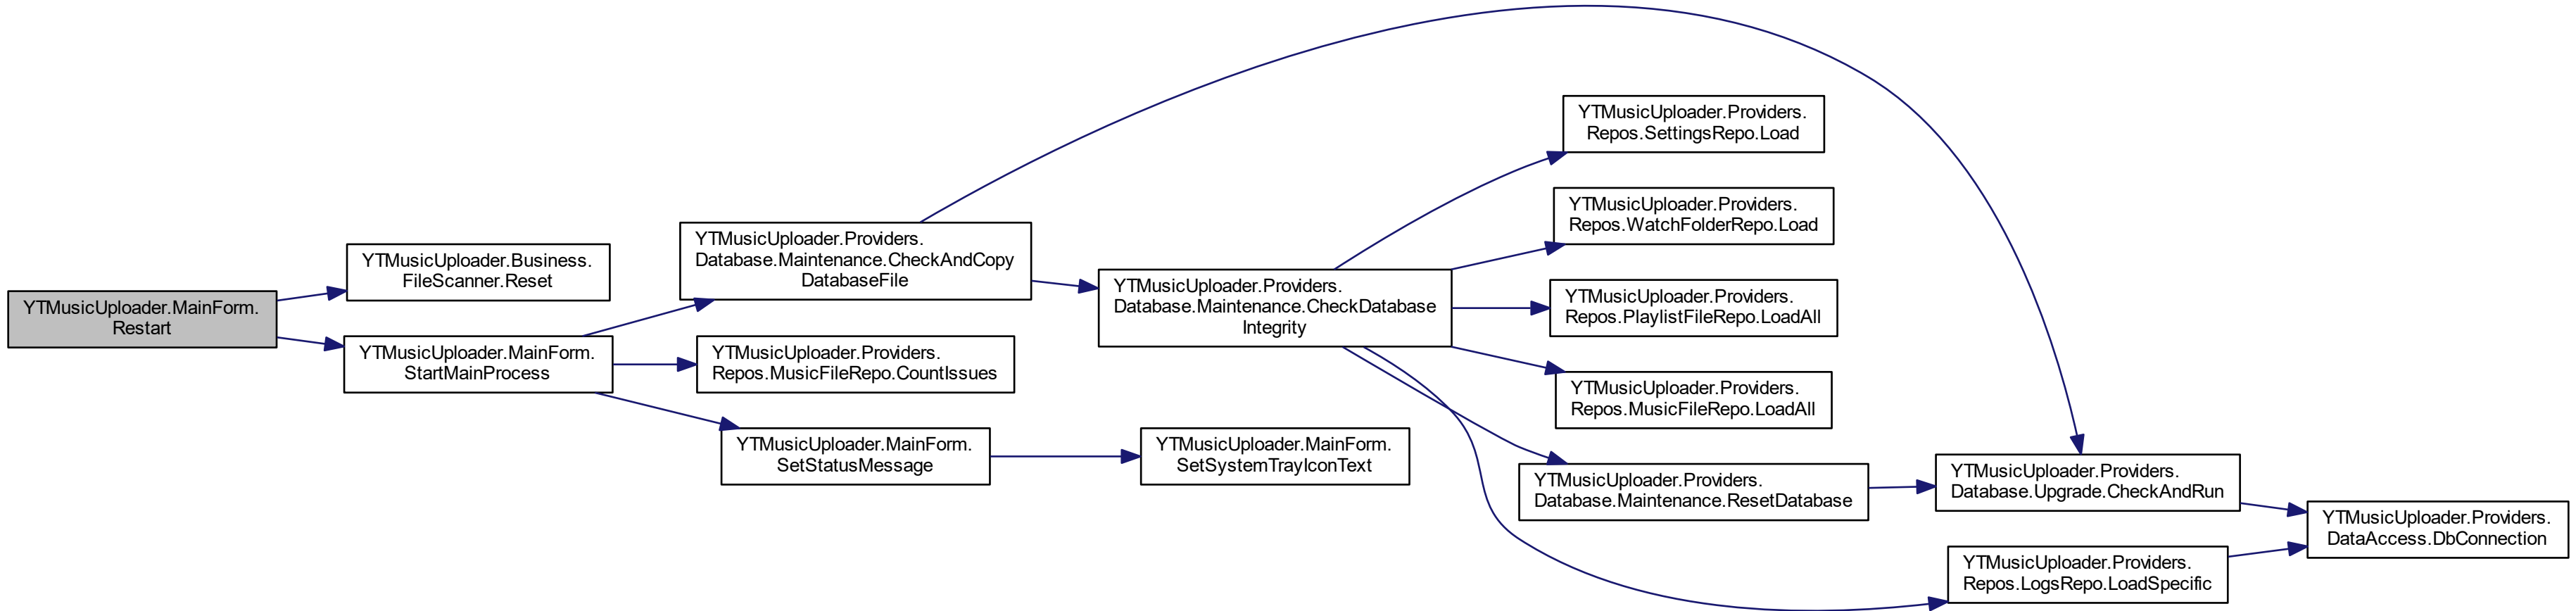 YTMusicUploader.MainForm.
Restart
YTMusicUploader.Business.
FileScanner.Reset
YTMusicUploader.MainForm.
StartMainProcess
YTMusicUploader.Providers.
Database.Maintenance.CheckAndCopy
DatabaseFile
YTMusicUploader.Providers.
Repos.MusicFileRepo.CountIssues
YTMusicUploader.MainForm.
SetStatusMessage
YTMusicUploader.Providers.
Database.Maintenance.CheckDatabase
Integrity
YTMusicUploader.MainForm.
SetSystemTrayIconText
YTMusicUploader.Providers.
Repos.SettingsRepo.Load
YTMusicUploader.Providers.
Repos.WatchFolderRepo.Load
YTMusicUploader.Providers.
Repos.PlaylistFileRepo.LoadAll
YTMusicUploader.Providers.
Repos.MusicFileRepo.LoadAll
YTMusicUploader.Providers.
Database.Maintenance.ResetDatabase
YTMusicUploader.Providers.
Database.Upgrade.CheckAndRun
YTMusicUploader.Providers.
Repos.LogsRepo.LoadSpecific
YTMusicUploader.Providers.
DataAccess.DbConnection